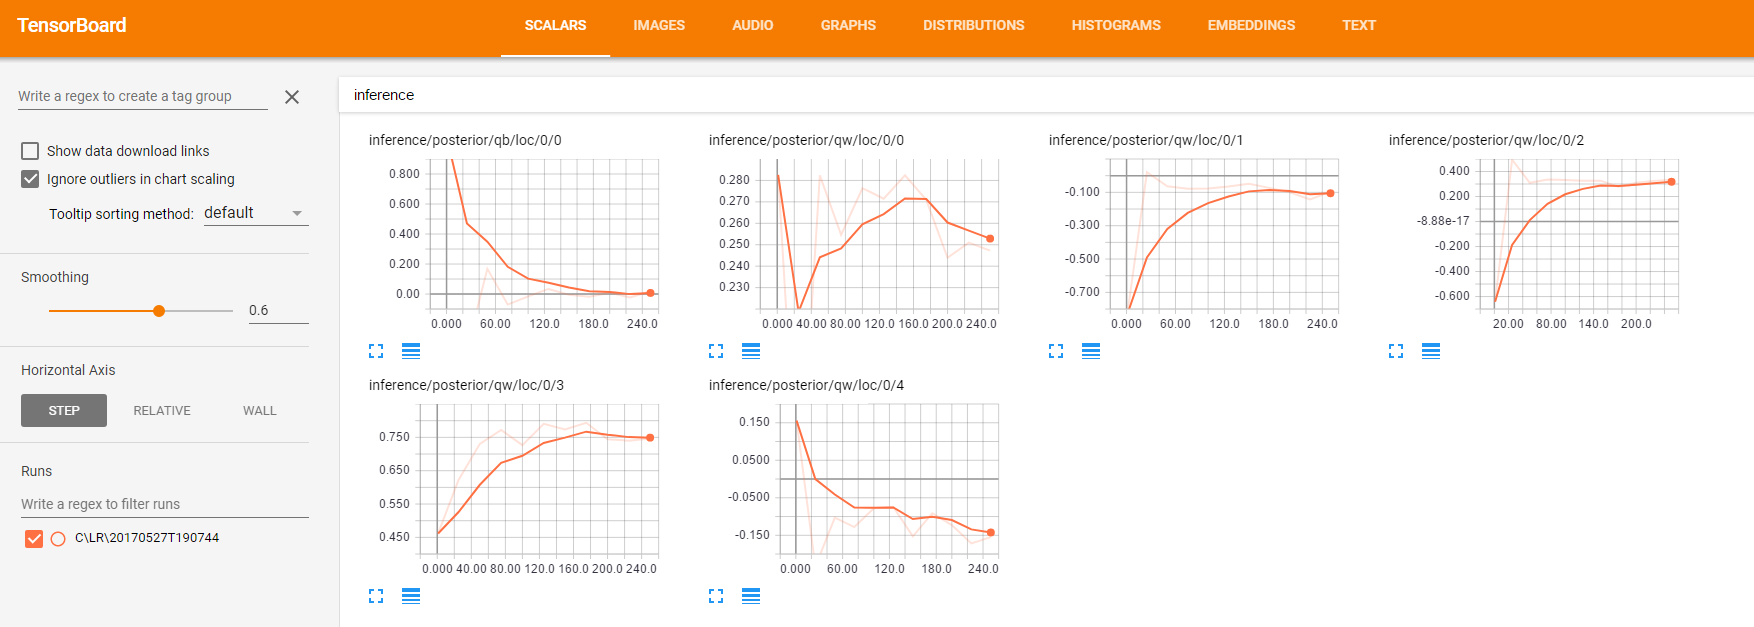 TensorBoard
SCALARS IMAGES AUDIO GRAPHS DISTRIBUTIONS HISTOGRAMS EMBEDDINGS TEXT
Write a regex to create a tag group
Show data download links
Ignore outliers in chart scaling
Tooltip sorting method: default
Smoothing
0.6
Horizontal Axis
STEP RELATIVE WALL
Runs
Write a regex to filter runs
C\LR\20170527T190744
inference
inference/posterior/qb/loc/0/0
0.800
0.600
0.400
0.200
0.00
0.000 60.00 120.0 180.0 240.0
inference/posterior/qw/loc/0/0
0.280
0.270
0.260
0.250
0.240
0.230
0.000 40.00 80.00 120.0 160.0 200.0 240.0
inference/posterior/qw/loc/0/1
-0.100
-0.300
-0.500
-0.700
0.000 60.00 120.0 180.0 240.0
inference/posterior/qw/loc/0/2
0.400
0.200
-8.88e-17
-0.200
-0.400
-0.600
20.00 80.00 140.0 200.0
inference/posterior/qw/loc/0/3
0.750
0.650
0.550
0.450
0.000 40.00 80.00 120.0 160.0 200.0 240.0
inference/posterior/qw/loc/0/4
0.150
0.0500
-0.0500
-0.150
0.000 60.00 120.0 180.0 240.0